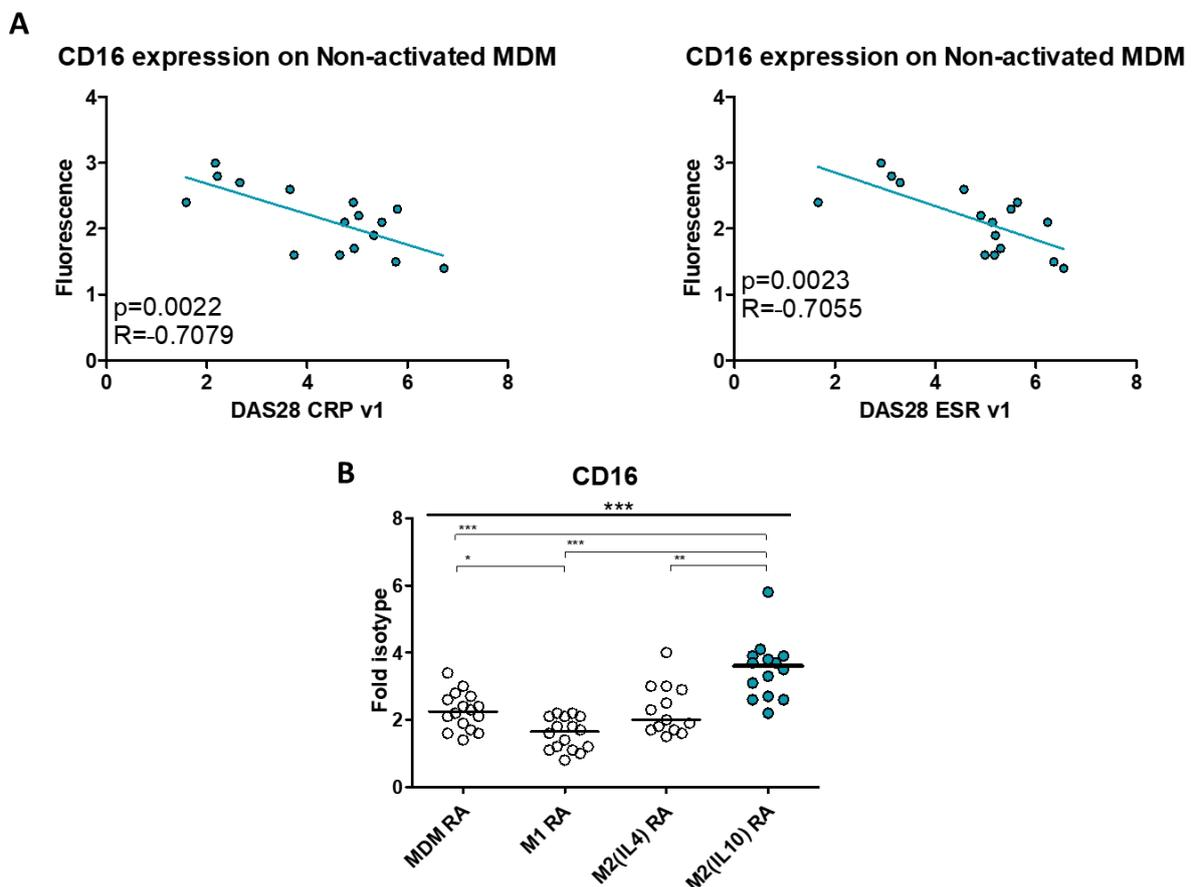 A
CD16 expression on Non-activated MDM
4
3
2
1
0
Fluorescence
p=0.0022
R=-0.7079
0 2 4 6 8
DAS28 CRP v1
CD16 expression on Non-activated MDM
4
3
2
1
0
Fluorescence
p=0.0023
R=-0.7055
0 2 4 6 8
DAS28 ESR v1
B
CD16
***
***
***
* **
8
6
4
2
0
Fold isotype
MDM RA
M1 RA
M2(IL4) RA
M2(IL10) RA